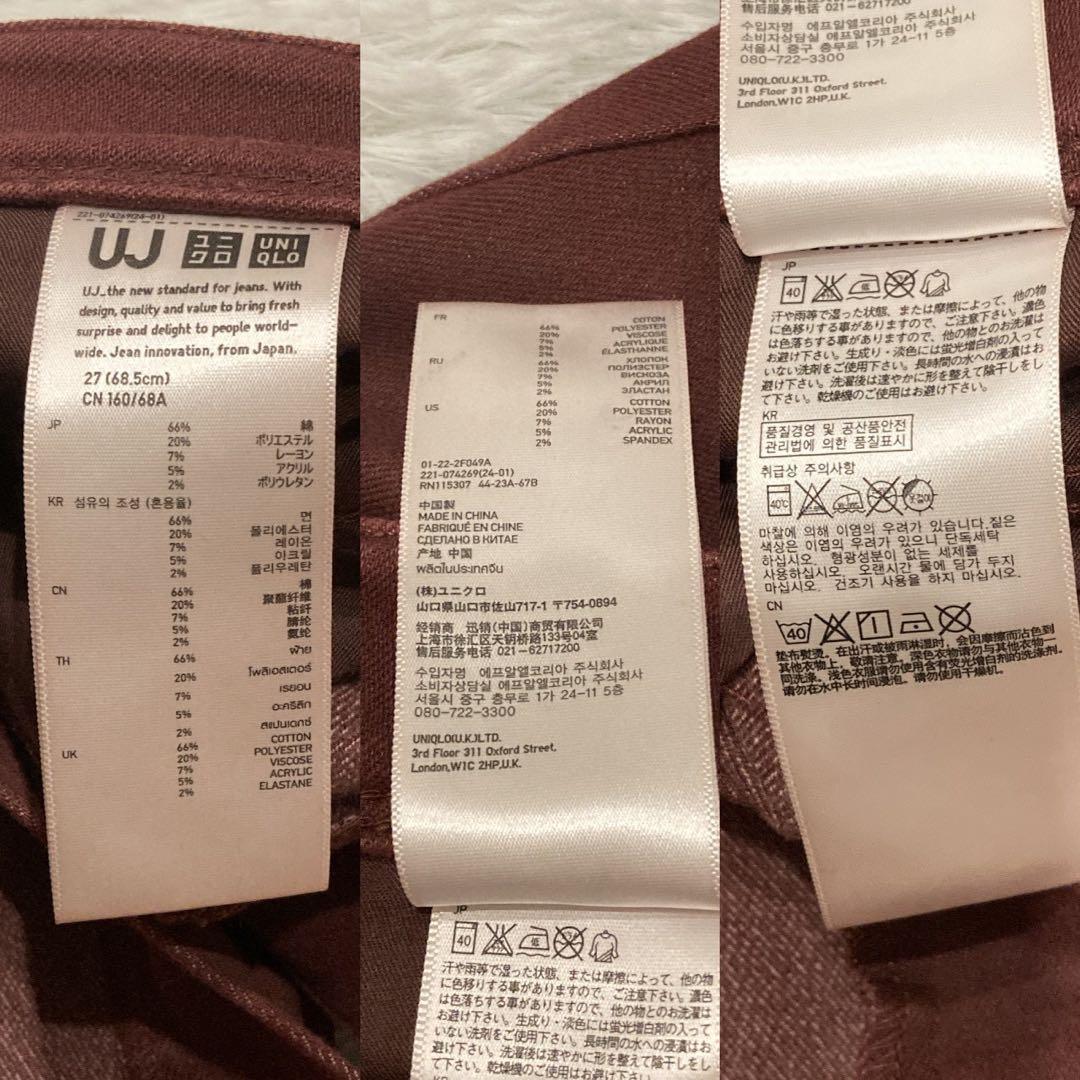 221-074269(24-01)
UJ ユニクロ UNIQLO
UJ_the new standard for jeans. With
design, quality and value to bring fresh
surprise and delight to people world-
wide. Jean innovation, from Japan.
27 (68.5cm)
CN 160/68A
JP 66% 綿
20% ポリエステル
7% レーヨン
5% アクリル
2% ポリウレタン
KR 섬유의 조성 (혼용율)
66% 면
20% 폴리에스터
7% 레이온
5% 아크릴
2% 폴리우레탄
CN 66% 棉
20% 聚酯纤维
7% 粘纤
5% 腈纶
2% 氨纶
TH 66% ฝ้าย
20% โพลิเอสเตอร์
7% เรยอน
5% อะครีลิก
2% สแปนเดกซ์
UK 66% COTTON
20% POLYESTER
7% VISCOSE
5% ACRYLIC
2% ELASTANE
FR 66% COTON
20% POLYESTER
7% VISCOSE
5% ACRYLIQUE
2% ÉLASTHANNE
RU 66% ХЛОПОК
20% ПОЛИЭСТЕР
7% ВИСКОЗА
5% АКРИЛ
2% ЭЛАСТАН
US 66% COTTON
20% POLYESTER
7% RAYON
5% ACRYLIC
2% SPANDEX
01-22-2F049A
221-074269(24-01)
RN115307 44-23A-67B
中国製
MADE IN CHINA
FABRIQUÉ EN CHINE
СДЕЛАНО В КИТАЕ
产地 中国
ผลิตในประเทศจีน
(株)ユニクロ
山口県山口市佐山717-1 〒754-0894
经销商 迅销(中国)商贸有限公司
上海市徐汇区天钥桥路133号04室
售后服务电话 021-62717200
수입자명 에프알엘코리아 주식회사
소비자상담실 에프알엘코리아 주식회사
서울시 중구 충무로 1가 24-11 5층
080-722-3300
UNIQLO(U.K.)LTD.
3rd Floor 311 Oxford Street,
London,W1C 2HP,U.K.
JP
40 低
汗や雨等で湿った状態、または摩擦によって、他の物
に色移りする事がありますので、ご注意下さい。濃色
は色落ちする事がありますので、他の物とのお洗濯は
お避け下さい。生成り・淡色には蛍光増白剤の入って
いない洗剤をご使用下さい。長時間の水への浸漬はお
避け下さい。洗濯後は速やかに形を整えて陰干しをし
て下さい。乾燥機のご使用はお避け下さい。
KR
售后服务电话 021-62717200
수입자명 에프알엘코리아 주식회사
소비자상담실 에프알엘코리아 주식회사
서울시 중구 충무로 1가 24-11 5층
080-722-3300
UNIQLO(U.K.)LTD.
3rd Floor 311 Oxford Street,
London,W1C 2HP,U.K.
JP
40 低
汗や雨等で湿った状態、または摩擦によって、他の物
に色移りする事がありますので、ご注意下さい。濃色
は色落ちする事がありますので、他の物とのお洗濯は
お避け下さい。生成り・淡色には蛍光増白剤の入って
いない洗剤をご使用下さい。長時間の水への浸漬はお
避け下さい。洗濯後は速やかに形を整えて陰干しをし
て下さい。乾燥機のご使用はお避け下さい。
KR
품질경영 및 공산품안전
관리법에 의한 품질표시
취급상 주의사항
40℃ 옷걸이
마찰에 의해 이염의 우려가 있습니다.짙은
색상은 이염의 우려가 있으니 단독세탁
하십시오. 형광성분이 없는 세제를
사용하십시오. 오랜시간 물에 담가 두지
마십시오. 건조기 사용을 하지 마십시오.
CN
40
垫布熨烫。在出汗或被雨淋湿时，会因摩擦而沾色到
其他衣物上，敬请注意。深色衣物请勿与其他衣物一
同洗涤。浅色衣服请勿使用含有荧光增白剂的洗涤剂。
请勿在水中长时间浸泡。请勿使用干燥机。